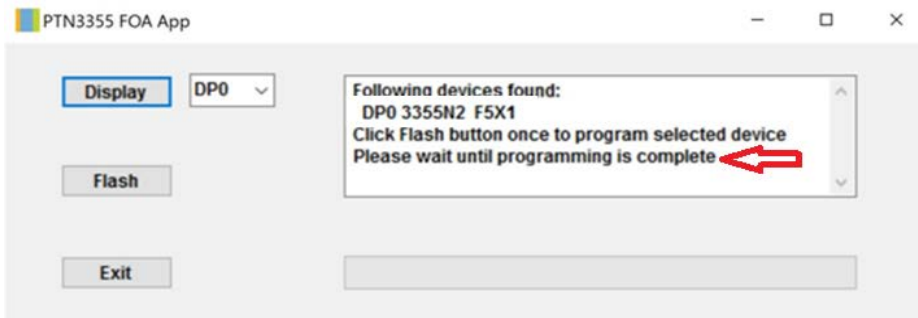 PTN3355 FOA App
Display
DP0
Following devices found:
DP0 3355N2 F5X1
Click Flash button once to program selected device
Please wait until programming is complete
Flash
Exit